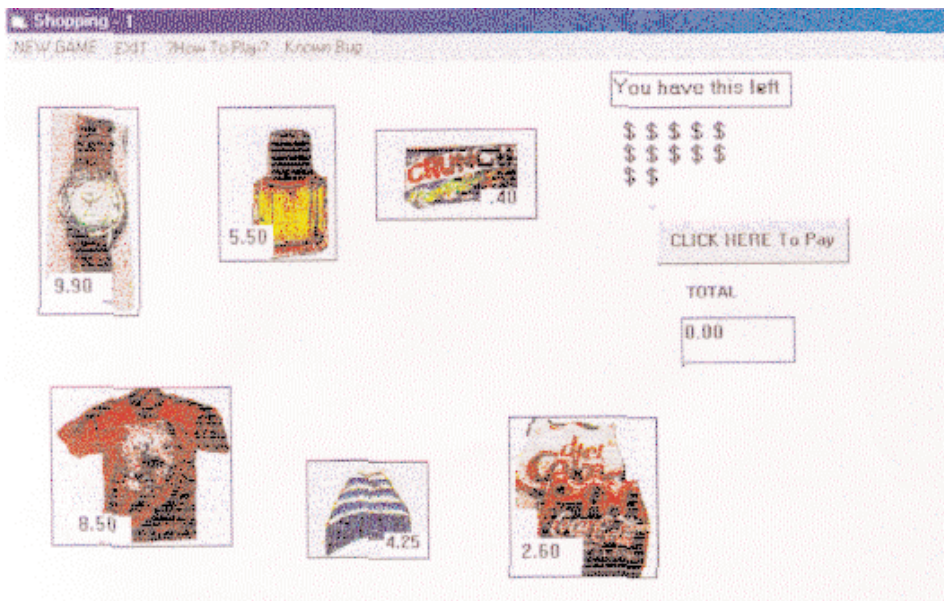 Shopping - 1
NEW GAME EXIT ?How To Play? Known Bug
You have this left
$ $ $ $ $
$ $ $ $ $
$ $
CRUNCH
.40
5.50
9.90
CLICK HERE To Pay
TOTAL
0.00
8.50
4.25
diet
2.60